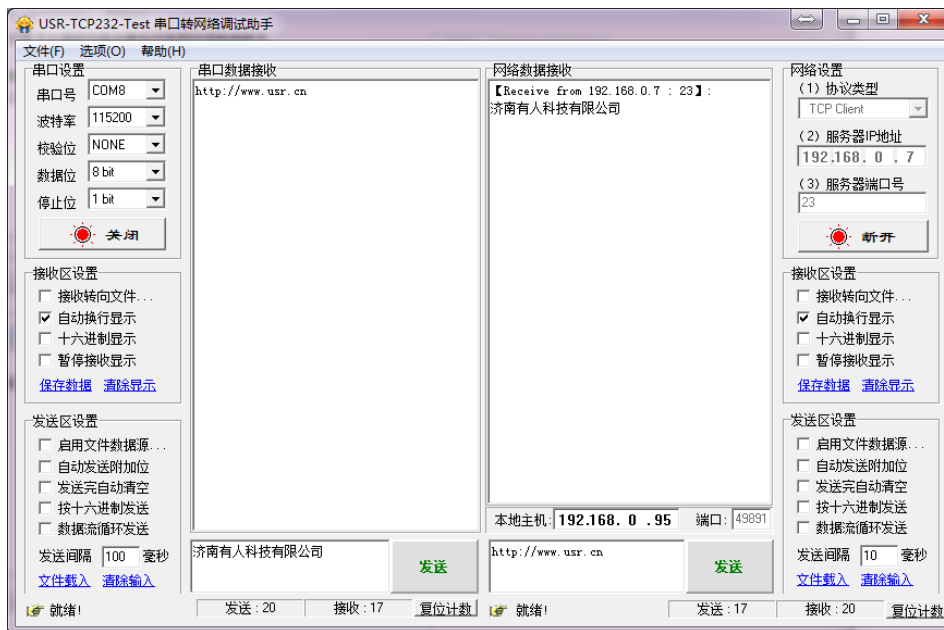 USR-TCP232-Test 串口转网络调试助手
文件(F) 选项(O) 帮助(H)
串口设置
串口号 COM8
波特率 115200
校验位 NONE
数据位 8 bit
停止位 1 bit
关闭
接收区设置
接收转向文件...
自动换行显示
十六进制显示
暂停接收显示
保存数据 清除显示
发送区设置
启用文件数据源...
自动发送附加位
发送完自动清空
按十六进制发送
数据流循环发送
发送间隔 100 毫秒
文件载入 清除输入
就绪!
串口数据接收
http://www.usr.cn
济南有人科技有限公司
发送
发送 : 20 接收 : 17 复位计数
网络数据接收
【Receive from 192.168.0.7 : 23】:
济南有人科技有限公司
本地主机: 192.168. 0 .95 端口: 49891
http://www.usr.cn
发送
就绪!
发送 : 17 接收 : 20 复位计数
网络设置
(1) 协议类型
TCP Client
(2) 服务器IP地址
192.168. 0 . 7
(3) 服务器端口号
23
断开
接收区设置
接收转向文件...
自动换行显示
十六进制显示
暂停接收显示
保存数据 清除显示
发送区设置
启用文件数据源...
自动发送附加位
发送完自动清空
按十六进制发送
数据流循环发送
发送间隔 10 毫秒
文件载入 清除输入